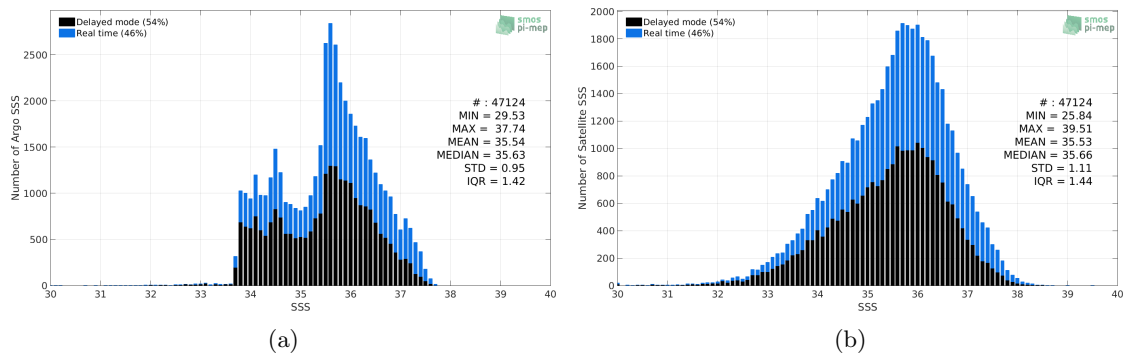 Delayed mode (54%)
Real time (46%)
smos
pi-mep
Number of Argo SSS
2500
2000
1500
1000
500
0
# : 47124
MIN = 29.53
MAX = 37.74
MEAN = 35.54
MEDIAN = 35.63
STD = 0.95
IQR = 1.42
30 31 32 33 34 35 36 37 38 39 40
SSS
(a)
Delayed mode (54%)
Real time (46%)
smos
pi-mep
Number of Satellite SSS
2000
1800
1600
1400
1200
1000
800
600
400
200
0
# : 47124
MIN = 25.84
MAX = 39.51
MEAN = 35.53
MEDIAN = 35.66
STD = 1.11
IQR = 1.44
30 31 32 33 34 35 36 37 38 39 40
SSS
(b)